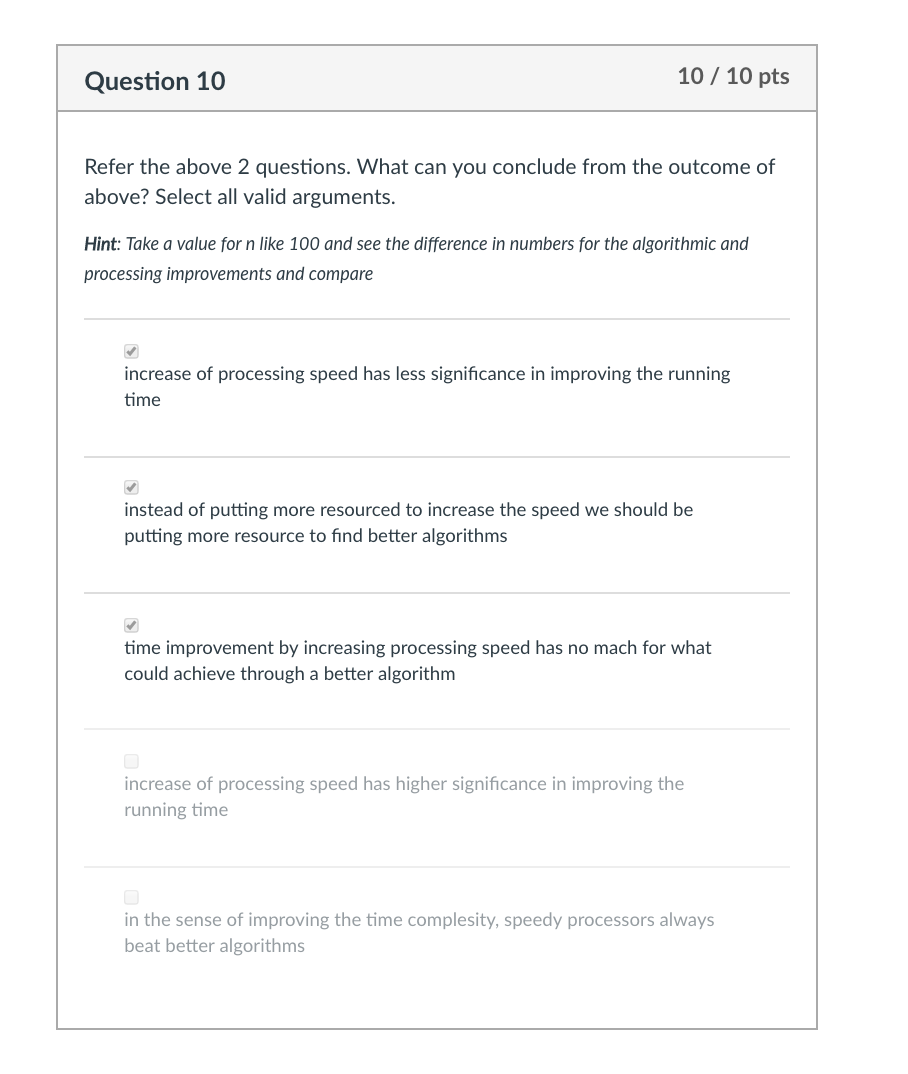 Question 10
10 / 10 pts
Refer the above 2 questions. What can you conclude from the outcome of
above? Select all valid arguments.
Hint: Take a value for n like 100 and see the difference in numbers for the algorithmic and
processing improvements and compare
increase of processing speed has less significance in improving the running
time
instead of putting more resourced to increase the speed we should be
putting more resource to find better algorithms
time improvement by increasing processing speed has no mach for what
could achieve through a better algorithm
increase of processing speed has higher significance in improving the
running time
in the sense of improving the time complesity, speedy processors always
beat better algorithms